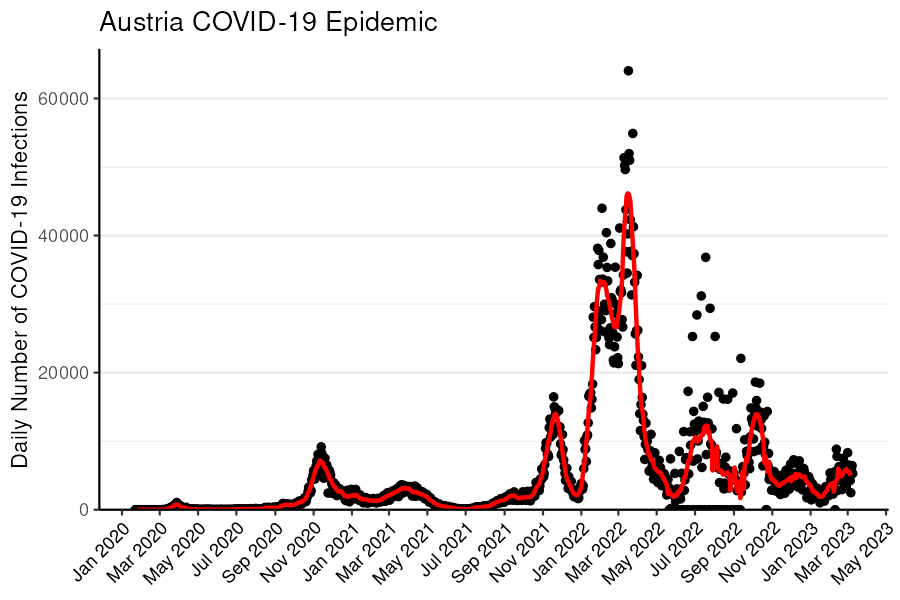 Austria COVID-19 Epidemic
Daily Number of COVID-19 Infections
60000
40000
20000
0
Jan 2020
Mar 2020
May 2020
Jul 2020
Sep 2020
Nov 2020
Jan 2021
Mar 2021
May 2021
Jul 2021
Sep 2021
Nov 2021
Jan 2022
Mar 2022
May 2022
Jul 2022
Sep 2022
Nov 2022
Jan 2023
Mar 2023
May 2023